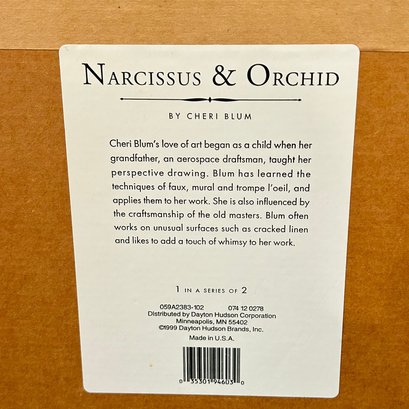 NARCISSUS & ORCHID
BY CHERI BLUM
Cheri Blum's love of art began as a child when her
grandfather, an aerospace draftsman, taught her
perspective drawing. Blum has learned the
techniques of faux, mural and trompe l'oeil, and
applies them to her work. She is also influenced by
the craftsmanship of the old masters. Blum often
works on unusual surfaces such as cracked linen
and likes to add a touch of whimsy to her work.
1 IN A SERIES OF 2
059A2383-102 074 12 0278
Distributed by Dayton Hudson Corporation
Minneapolis, MN 55402
©1999 Dayton Hudson Brands, Inc.
Made in U.S.A.
0 35301 94603 0